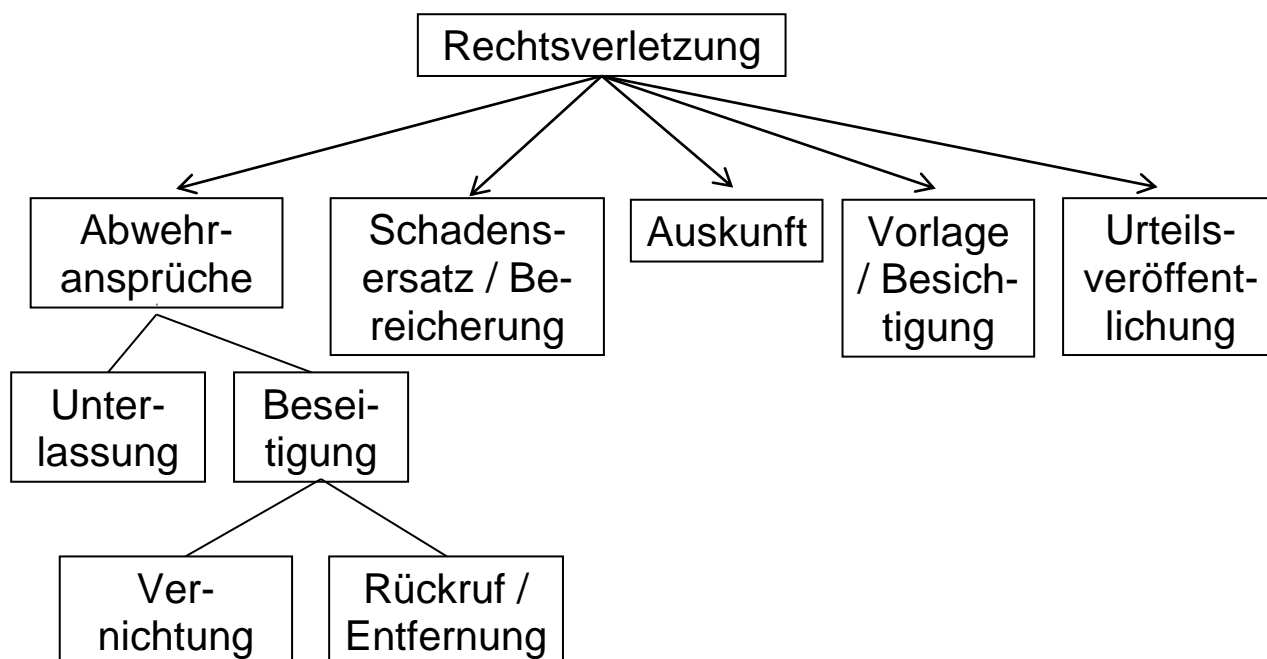 Rechtsverletzung
Abwehr-
ansprüche
Schadens-
ersatz / Be-
reicherung
Auskunft
Vorlage
/ Besich-
tigung
Urteils-
veröffent-
lichung
Unter-
lassung
Besei-
tigung
Ver-
nichtung
Rückruf /
Entfernung